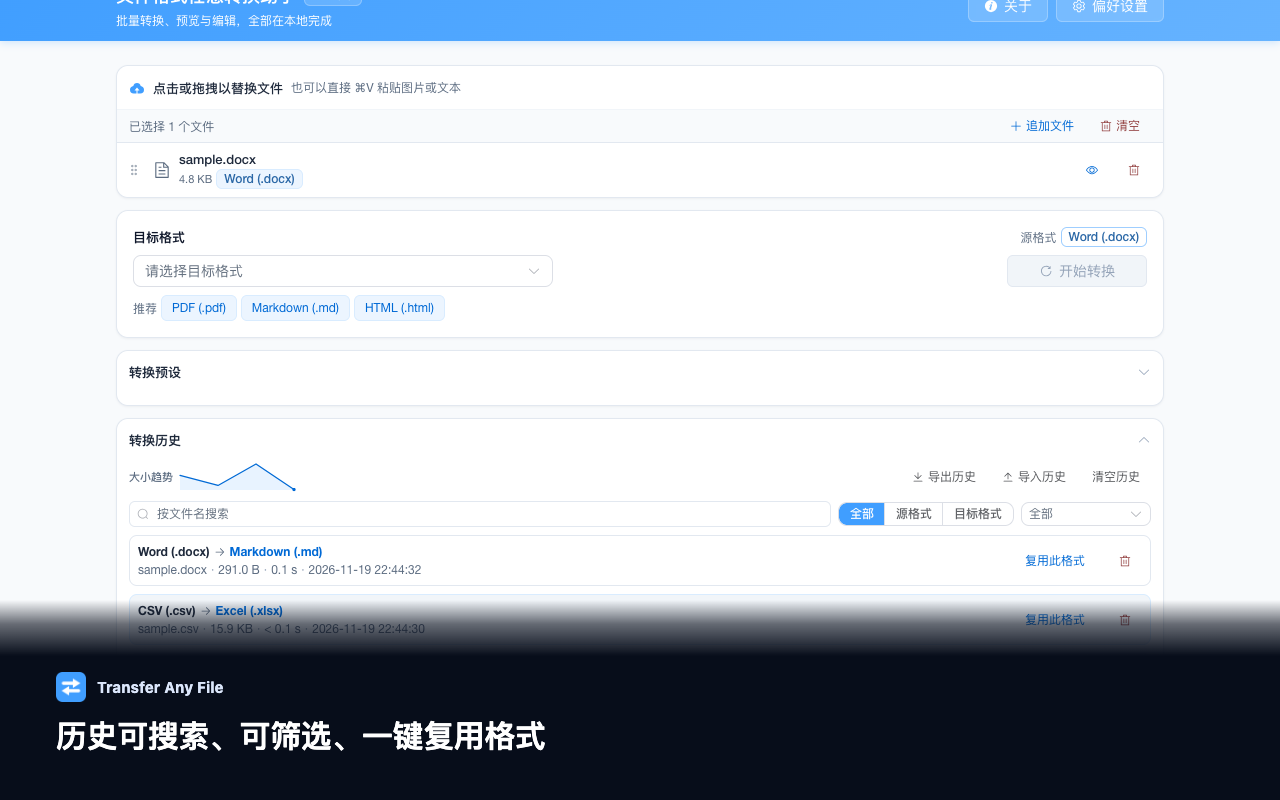 文件格式任意转换助手
批量转换、预览与编辑，全部在本地完成
关于
偏好设置
点击或拖拽以替换文件 也可以直接 ⌘V 粘贴图片或文本
已选择 1 个文件
追加文件
清空
sample.docx
4.8 KB Word (.docx)
目标格式
源格式 Word (.docx)
请选择目标格式
开始转换
推荐 PDF (.pdf) Markdown (.md) HTML (.html)
转换预设
转换历史
大小趋势
导出历史
导入历史
清空历史
按文件名搜索
全部 源格式 目标格式
全部
Word (.docx) → Markdown (.md)
sample.docx · 291.0 B · 0.1 s · 2026-11-19 22:44:32
复用此格式
CSV (.csv) → Excel (.xlsx)
sample.csv · 15.9 KB · < 0.1 s · 2026-11-19 22:44:30
复用此格式
Transfer Any File
历史可搜索、可筛选、一键复用格式